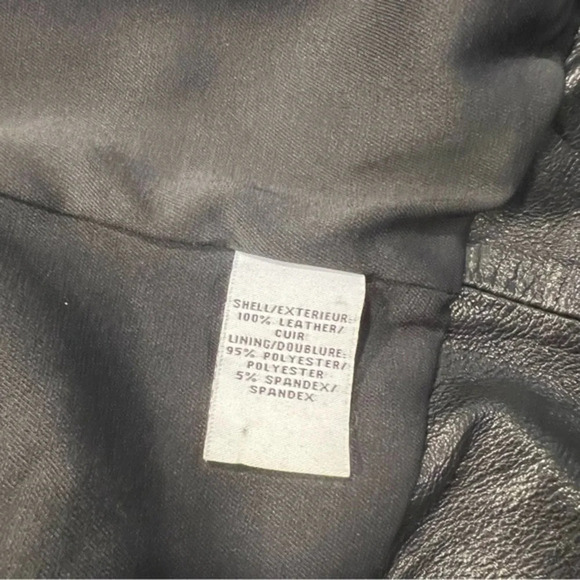 SHELL/EXTERIEUR:
100% LEATHER/
CUIR
LINING/DOUBLURE:
95% POLYESTER/
POLYESTER
5% SPANDEX/
SPANDEX